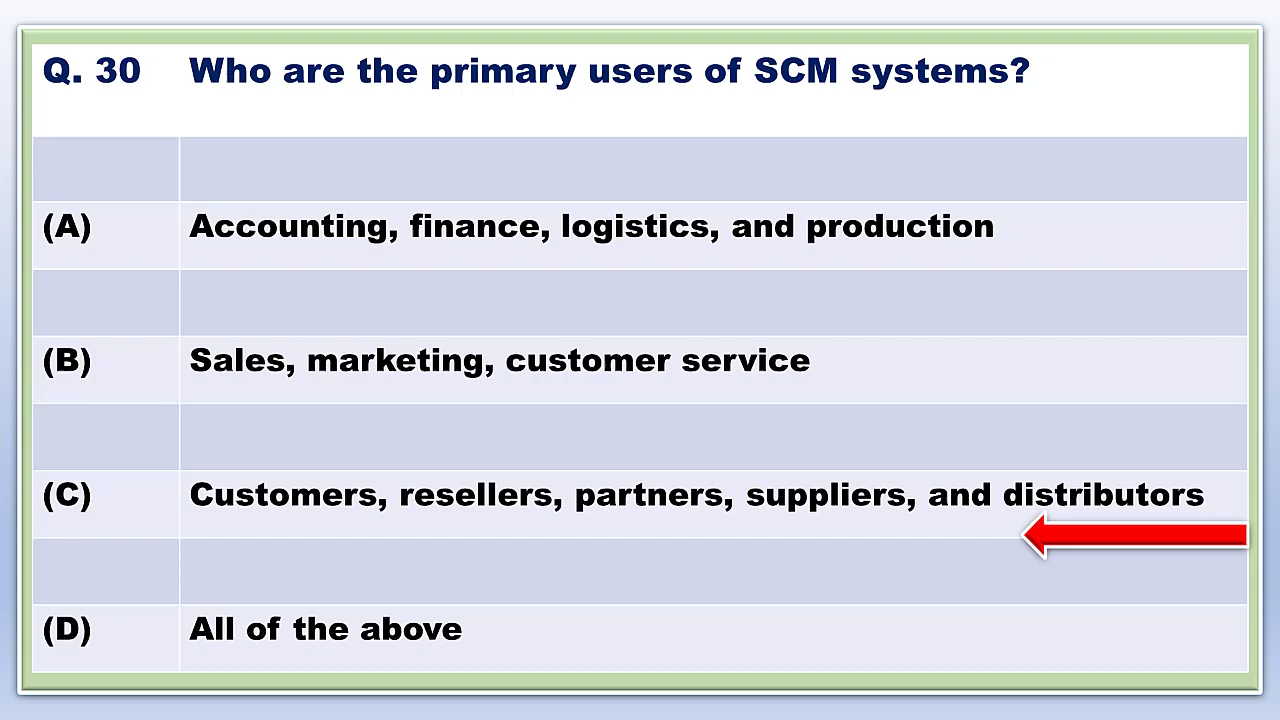 Q. 30 Who are the primary users of SCM systems?
(A) Accounting, finance, logistics, and production
(B) Sales, marketing, customer service
(C) Customers, resellers, partners, suppliers, and distributors
(D) All of the above